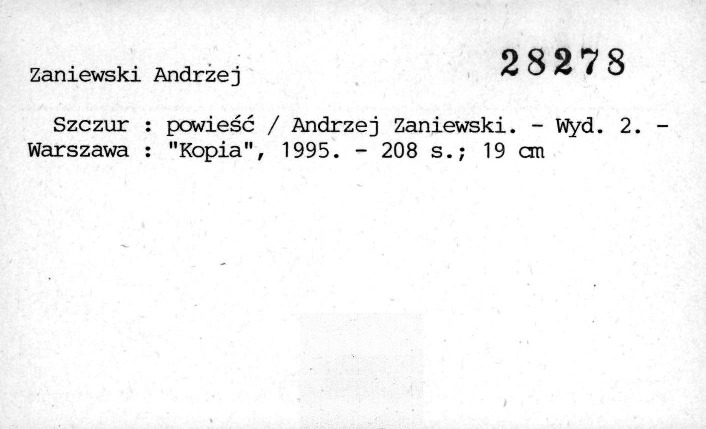 28278
Zaniewski Andrzej
Szczur : powieść / Andrzej Zaniewski. - Wyd. 2. -
Warszawa : "Kopia", 1995. - 208 s.; 19 cm